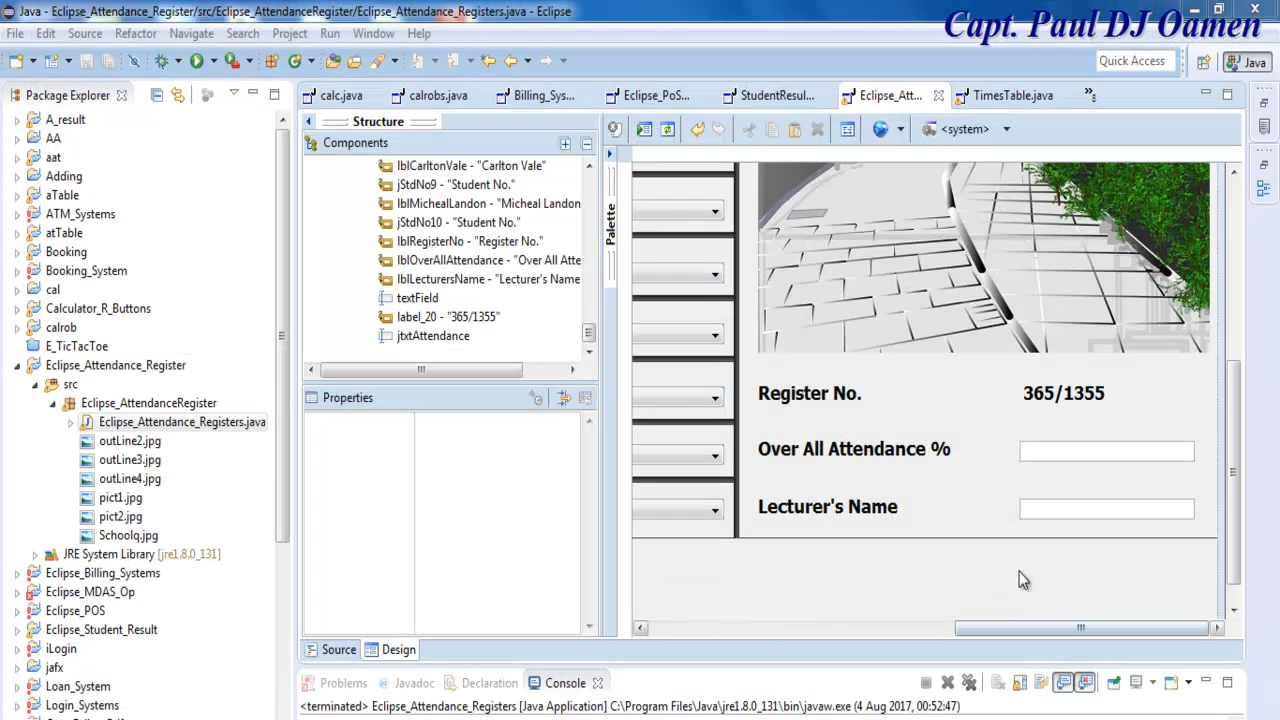 Java - Eclipse_Attendance_Register/src/Eclipse_AttendanceRegister/Eclipse_Attendance_Registers.java - Eclipse
Capt. Paul DJ Oamen
File Edit Source Refactor Navigate Search Project Run Window Help
Quick Access
Java
Package Explorer
calc.java
calrobs.java
Billing_Sy...
Eclipse_PoS...
StudentResul...
Eclipse_Att...
TimesTable.java
»5
A_result
AA
aat
Adding
aTable
ATM_Systems
atTable
Booking
Booking_System
cal
Calculator_R_Buttons
calrob
E_TicTacToe
Eclipse_Attendance_Register
src
Eclipse_AttendanceRegister
Eclipse_Attendance_Registers.java
outLine2.jpg
outLine3.jpg
outLine4.jpg
pict1.jpg
pict2.jpg
Schoolq.jpg
JRE System Library [jre1.8.0_131]
Eclipse_Billing_Systems
Eclipse_MDAS_Op
Eclipse_POS
Eclipse_Student_Result
iLogin
jafx
Loan_System
Login_Systems
Structure
Components
lblCarltonVale - "Carlton Vale"
jStdNo9 - "Student No."
lblMichealLandon - "Micheal Landon
jStdNo10 - "Student No."
lblRegisterNo - "Register No."
lblOverAllAttendance - "Over All Atte
lblLecturersName - "Lecturer's Name
textField
label_20 - "365/1355"
jtxtAttendance
Properties
<system>
Palette
Register No. 365/1355
Over All Attendance %
Lecturer's Name
Source Design
Problems Javadoc Declaration Console
<terminated> Eclipse_Attendance_Registers [Java Application] C:\Program Files\Java\jre1.8.0_131\bin\javaw.exe (4 Aug 2017, 00:52:47)